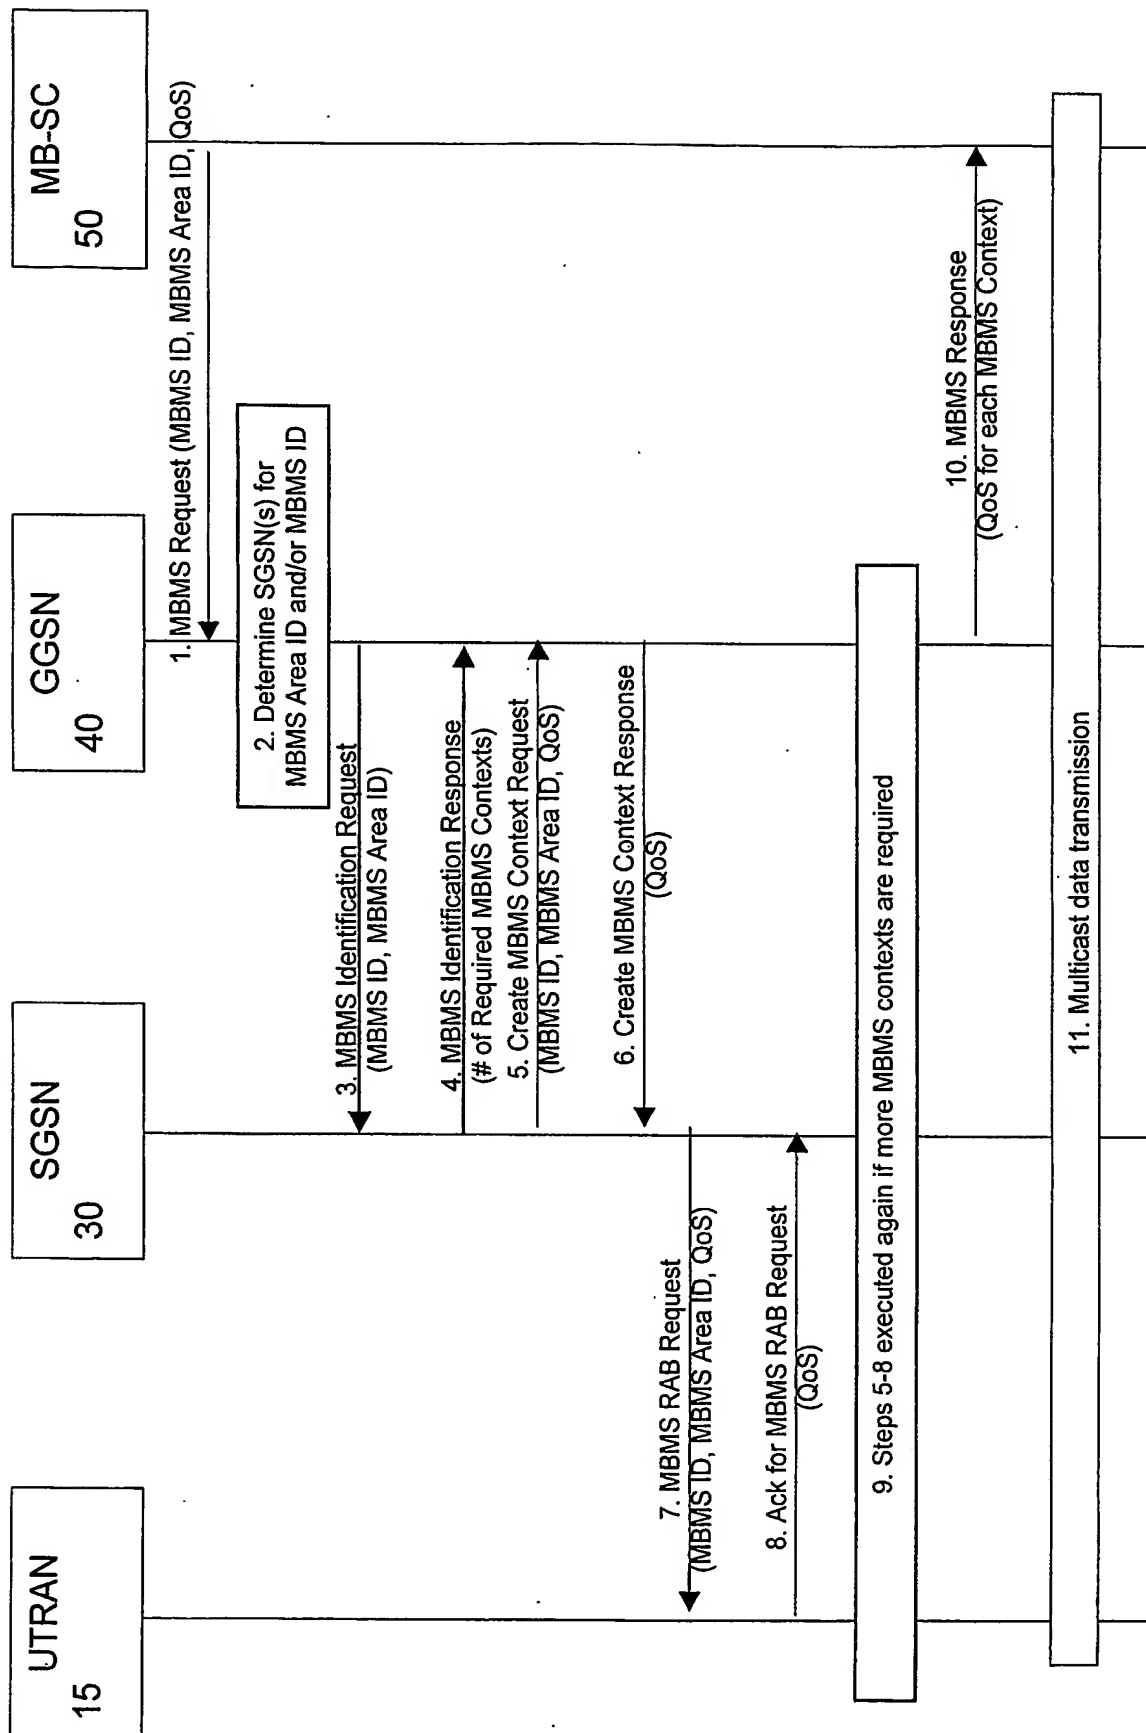 UTRAN
15
SGSN
30
GGSN
40
MB-SC
50
1. MBMS Request (MBMS ID, MBMS Area ID, QoS)
2. Determine SGSN(s) for
MBMS Area ID and/or MBMS ID
3. MBMS Identification Request
(MBMS ID, MBMS Area ID)
4. MBMS Identification Response
(# of Required MBMS Contexts)
5. Create MBMS Context Request
(MBMS ID, MBMS Area ID, QoS)
6. Create MBMS Context Response
(QoS)
7. MBMS RAB Request
(MBMS ID, MBMS Area ID, QoS)
8. Ack for MBMS RAB Request
(QoS)
9. Steps 5-8 executed again if more MBMS contexts are required
10. MBMS Response
(QoS for each MBMS Context)
11. Multicast data transmission